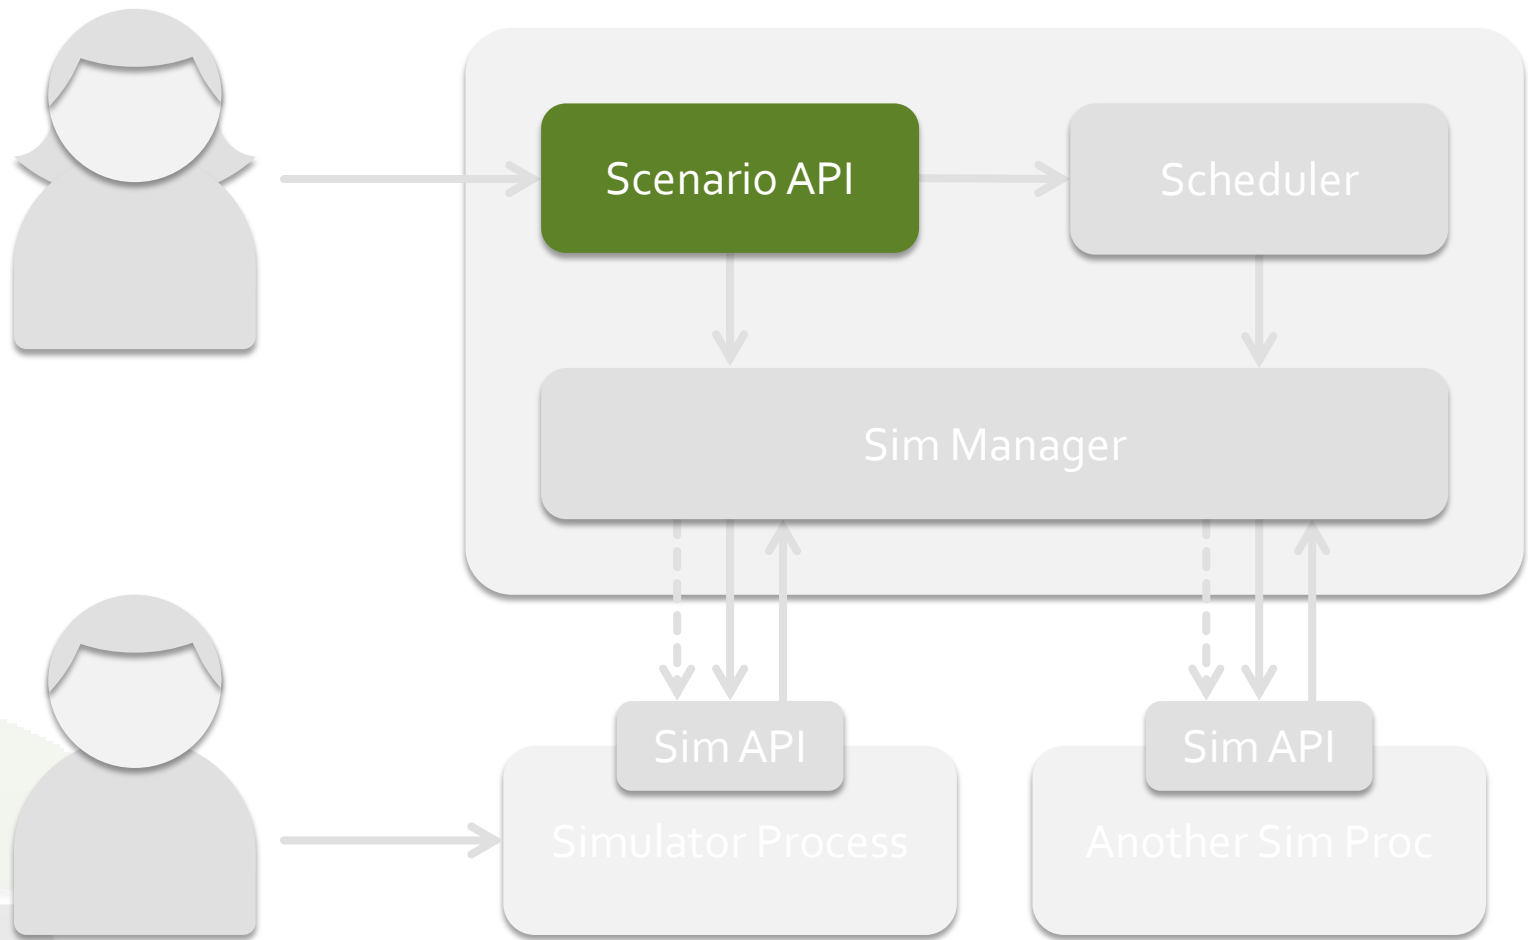 Scenario API
Scheduler
Sim Manager
Sim API
Sim API
Simulator Process
Another Sim Proc